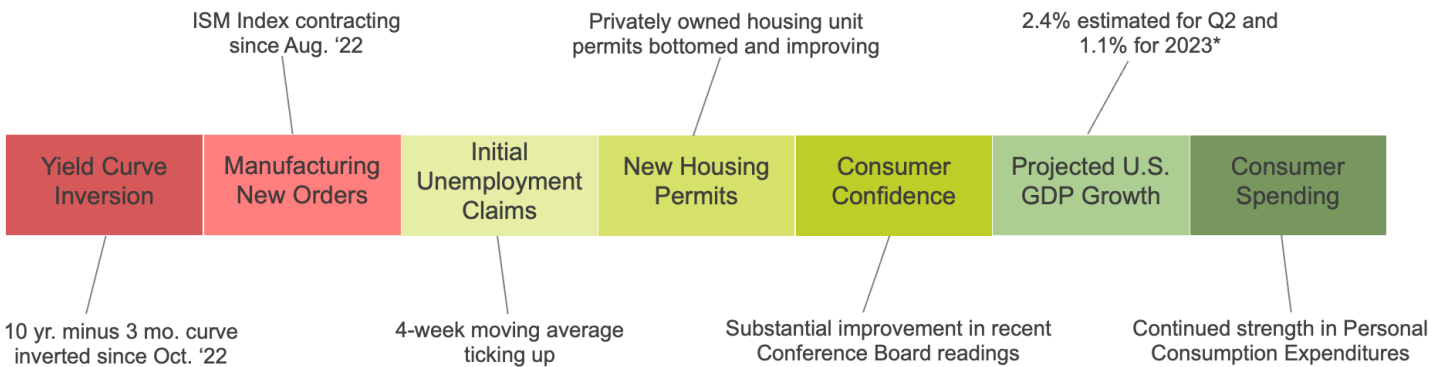 ISM Index contracting
since Aug. ‘22
Privately owned housing unit
permits bottomed and improving
2.4% estimated for Q2 and
1.1% for 2023*
Yield Curve
Inversion
Manufacturing
New Orders
Initial
Unemployment
Claims
New Housing
Permits
Consumer
Confidence
Projected U.S.
GDP Growth
Consumer
Spending
10 yr. minus 3 mo. curve
inverted since Oct. ‘22
4-week moving average
ticking up
Substantial improvement in recent
Conference Board readings
Continued strength in Personal
Consumption Expenditures